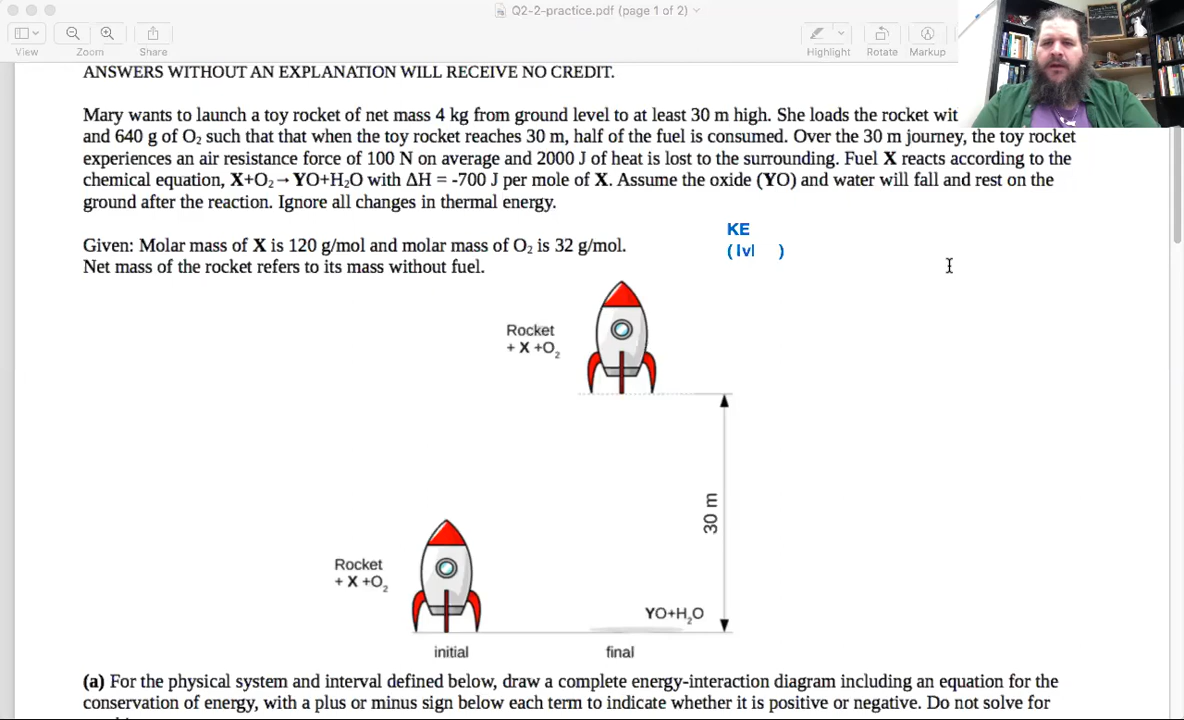 Q2-2-practice.pdf (page 1 of 2)
View Zoom Share Highlight Rotate Markup
ANSWERS WITHOUT AN EXPLANATION WILL RECEIVE NO CREDIT.
Mary wants to launch a toy rocket of net mass 4 kg from ground level to at least 30 m high. She loads the rocket wit
and 640 g of O₂ such that that when the toy rocket reaches 30 m, half of the fuel is consumed. Over the 30 m journey, the toy rocket
experiences an air resistance force of 100 N on average and 2000 J of heat is lost to the surrounding. Fuel X reacts according to the
chemical equation, X+O₂→YO+H₂O with ΔH = -700 J per mole of X. Assume the oxide (YO) and water will fall and rest on the
ground after the reaction. Ignore all changes in thermal energy.
KE
Given: Molar mass of X is 120 g/mol and molar mass of O₂ is 32 g/mol.
(|v| )
Net mass of the rocket refers to its mass without fuel.
Rocket
+ X +O₂
30 m
Rocket
+ X +O₂
YO+H₂O
initial
final
(a) For the physical system and interval defined below, draw a complete energy-interaction diagram including an equation for the
conservation of energy, with a plus or minus sign below each term to indicate whether it is positive or negative. Do not solve for